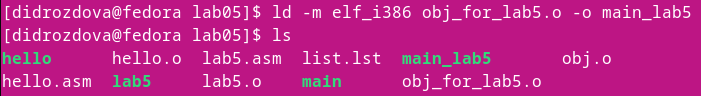 [didrozdova@fedora lab05]$ ld -m elf_i386 obj_for_lab5.o -o main_lab5
[didrozdova@fedora lab05]$ ls
hello hello.o lab5.asm list.lst main_lab5 obj.o
hello.asm lab5 lab5.o main obj_for_lab5.o